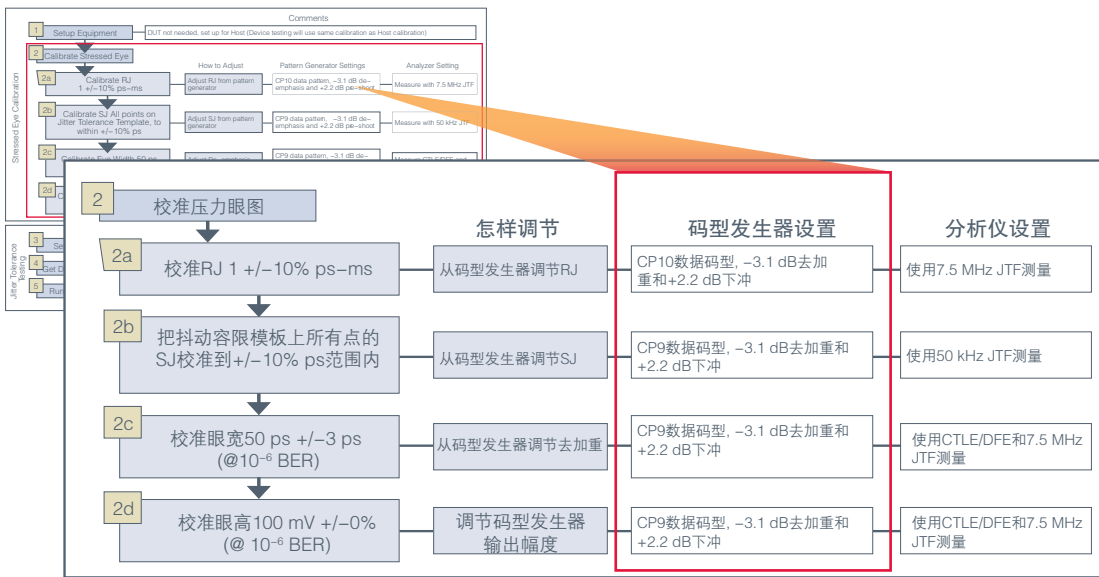 Comments
Stressed Eye Calibration
1
Setup Equipment
DUT not needed, set up for Host (Device testing will use same calibration as Host calibration)
2
Calibrate Stressed Eye
How to Adjust
Pattern Generator Settings
Analyzer Setting
2a
Calibrate RJ
1 +/-10% ps-ms
Adjust RJ from pattern
generator
CP10 data pattern, -3.1 dB de-
emphasis and +2.2 dB pre-shoot
Measure with 7.5 MHz JTF
2b
Calibrate SJ All points on
Jitter Tolerance Template, to
within +/-10% ps
Adjust SJ from pattern
generator
CP9 data pattern, -3.1 dB de-
emphasis and +2.2 dB pre-shoot
Measure with 50 kHz JTF
2c
Calibrate Eye Width 50 ps
CP9 data pattern, -3.1 dB de-
2d
Jitter Tolerance
Testing
3
Se
4
Get D
5
Run
2
校准压力眼图
怎样调节
码型发生器设置
分析仪设置
2a
校准RJ 1 +/-10% ps-ms
从码型发生器调节RJ
CP10数据码型, -3.1 dB去加
重和+2.2 dB下冲
使用7.5 MHz JTF测量
2b
把抖动容限模板上所有点的
SJ校准到+/-10% ps范围内
从码型发生器调节SJ
CP9数据码型, -3.1 dB去加重和
+2.2 dB下冲
使用50 kHz JTF测量
2c
校准眼宽50 ps +/-3 ps
(@10⁻⁶ BER)
从码型发生器调节去加重
CP9数据码型, -3.1 dB去加重和
+2.2 dB下冲
使用CTLE/DFE和7.5 MHz
JTF测量
2d
校准眼高100 mV +/-0%
(@ 10⁻⁶ BER)
调节码型发生器
输出幅度
CP9数据码型, -3.1 dB去加重和
+2.2 dB下冲
使用CTLE/DFE和7.5 MHz
JTF测量